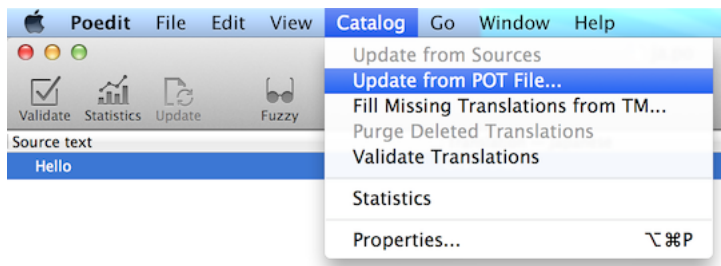 Poedit File Edit View Catalog Go Window Help
Update from Sources
Update from POT File...
Fill Missing Translations from TM...
Purge Deleted Translations
Validate Translations
Statistics
Properties... ⌥⌘P
Validate Statistics Update Fuzzy
Source text
Hello